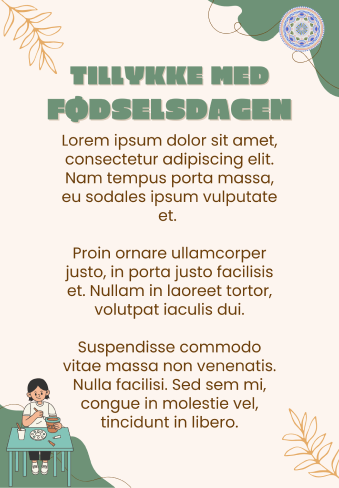 TILLYKKE MED
FØDSELSDAGEN
Lorem ipsum dolor sit amet,
consectetur adipiscing elit.
Nam tempus porta massa,
eu sodales ipsum vulputate
et.
Proin ornare ullamcorper
justo, in porta justo facilisis
et. Nullam in laoreet tortor,
volutpat iaculis dui.
Suspendisse commodo
vitae massa non venenatis.
Nulla facilisi. Sed sem mi,
congue in molestie vel,
tincidunt in libero.